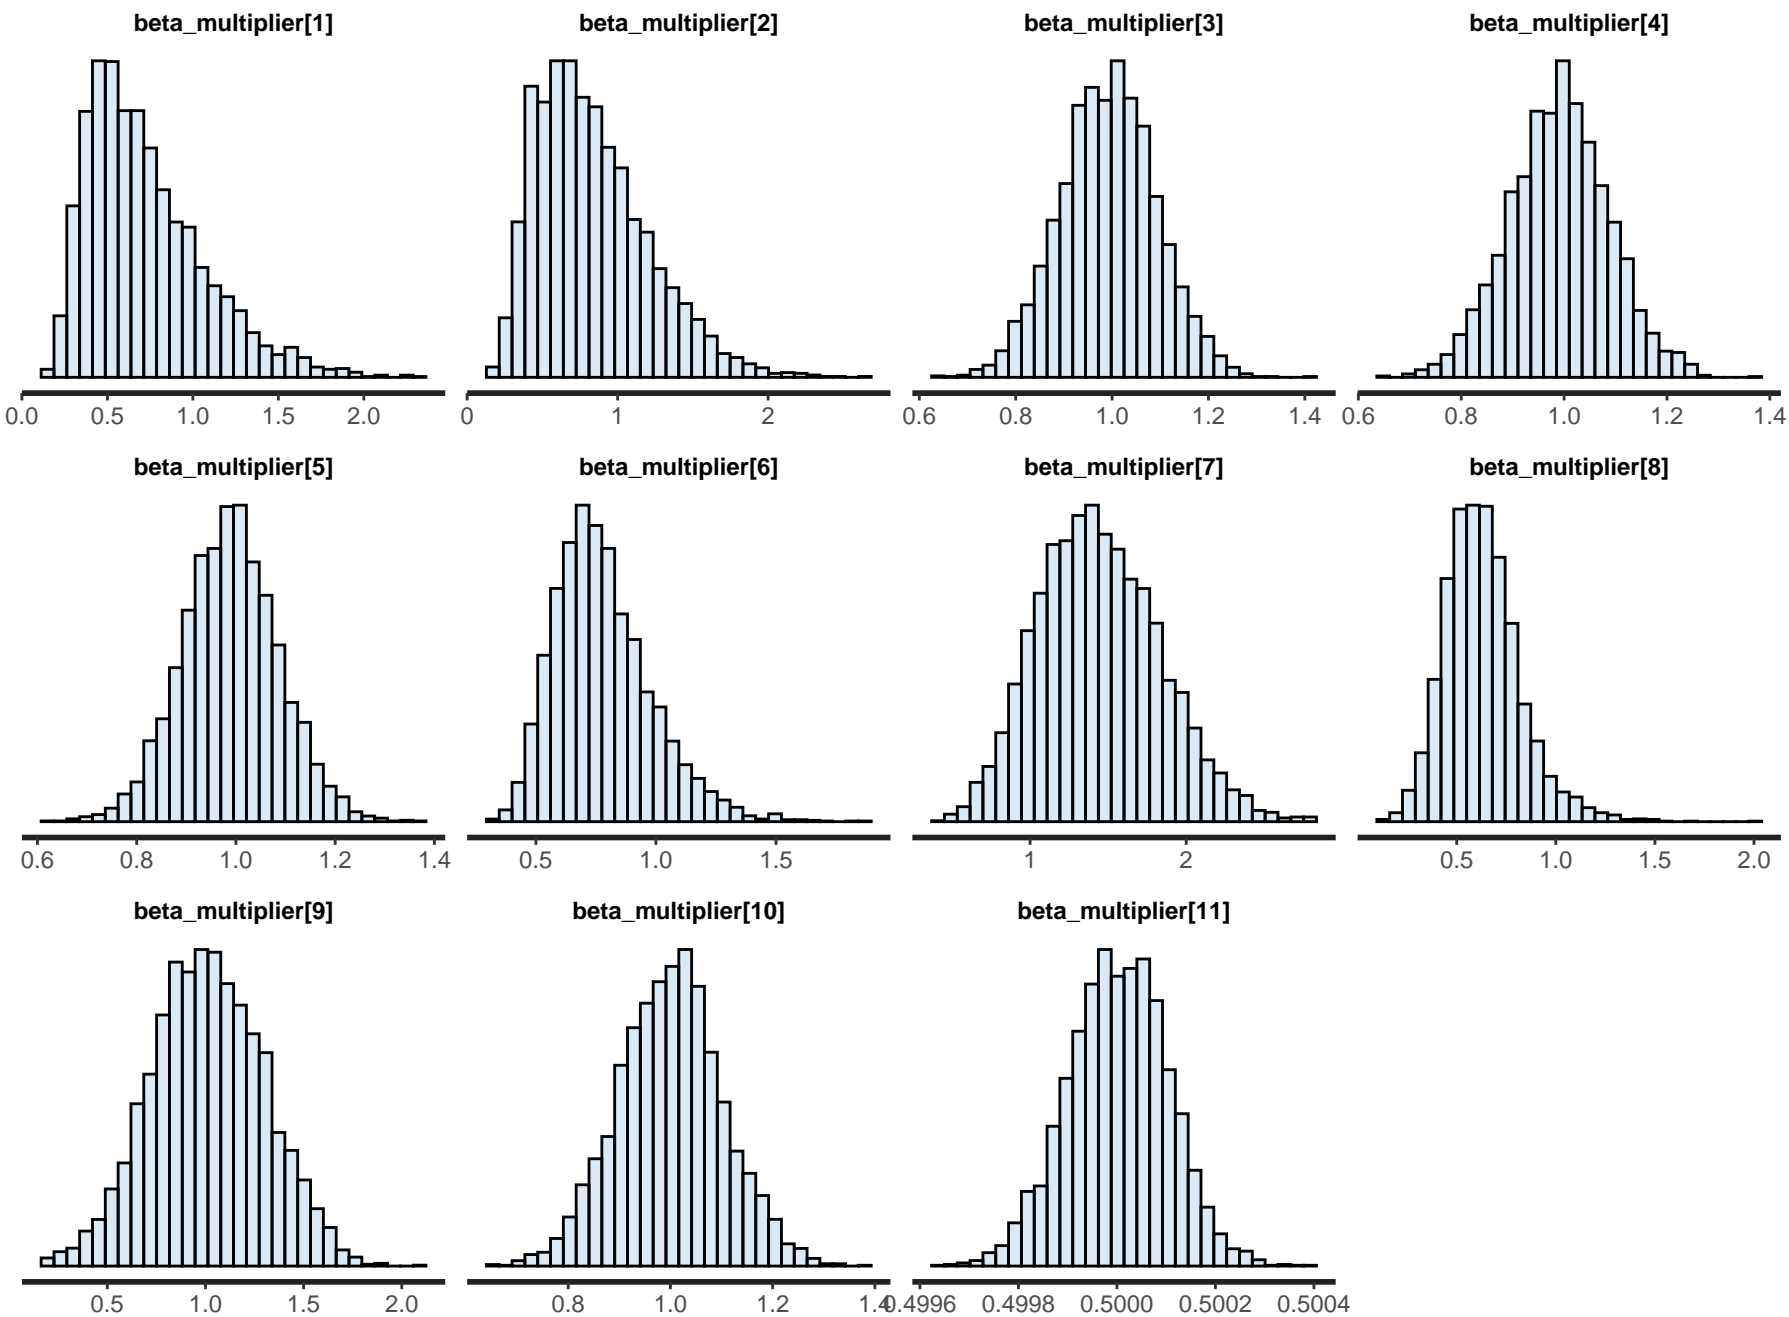 beta_multiplier[1] beta_multiplier[2] beta_multiplier[3] beta_multiplier[4]
0.0 0.5 1.0 1.5 2.0 0 1 2 0.6 0.8 1.0 1.2 1.4 0.6 0.8 1.0 1.2 1.4
beta_multiplier[5] beta_multiplier[6] beta_multiplier[7] beta_multiplier[8]
0.6 0.8 1.0 1.2 1.4 0.5 1.0 1.5 1 2 0.5 1.0 1.5 2.0
beta_multiplier[9] beta_multiplier[10] beta_multiplier[11]
0.5 1.0 1.5 2.0 0.8 1.0 1.2 1.4 0.4996 0.4998 0.5000 0.5002 0.5004